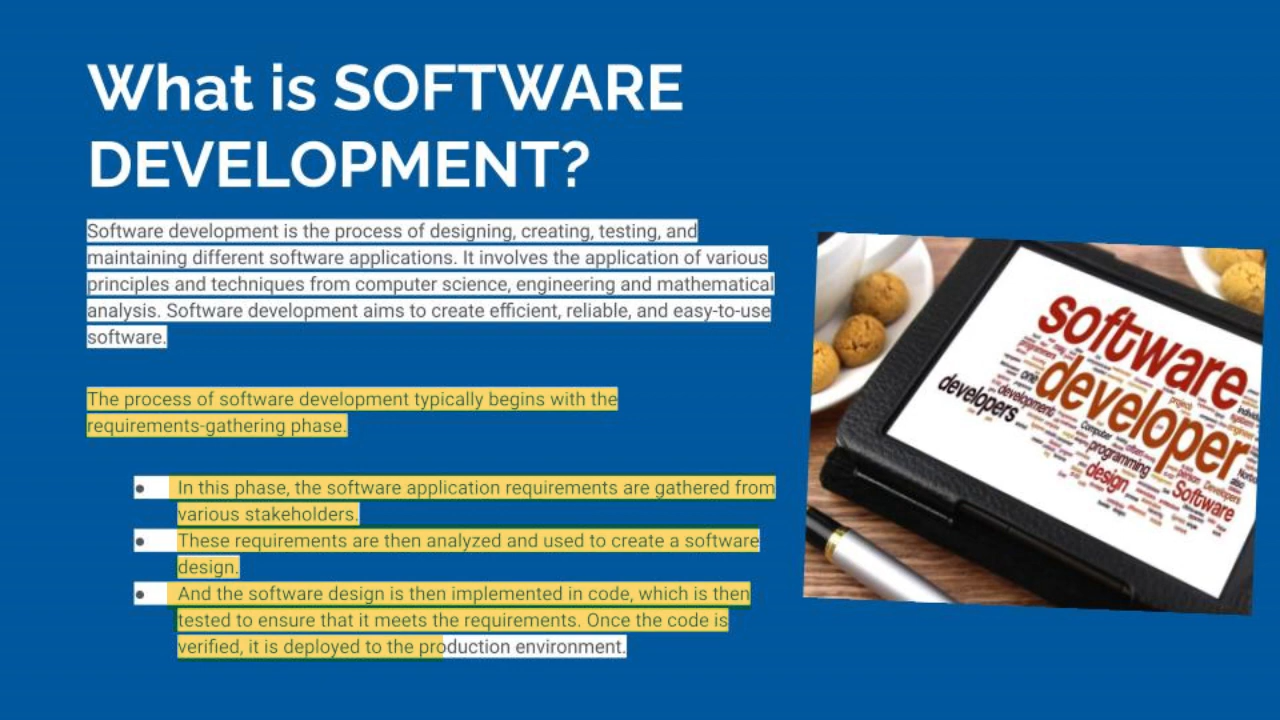 What is SOFTWARE
DEVELOPMENT?
Software development is the process of designing, creating, testing, and
maintaining different software applications. It involves the application of various
principles and techniques from computer science, engineering and mathematical
analysis. Software development aims to create efficient, reliable, and easy-to-use
software.
The process of software development typically begins with the
requirements-gathering phase.
● In this phase, the software application requirements are gathered from
various stakeholders.
● These requirements are then analyzed and used to create a software
design.
● And the software design is then implemented in code, which is then
tested to ensure that it meets the requirements. Once the code is
verified, it is deployed to the production environment.
software
developer
developers
development
one
projects
Computer
programming
design
Software